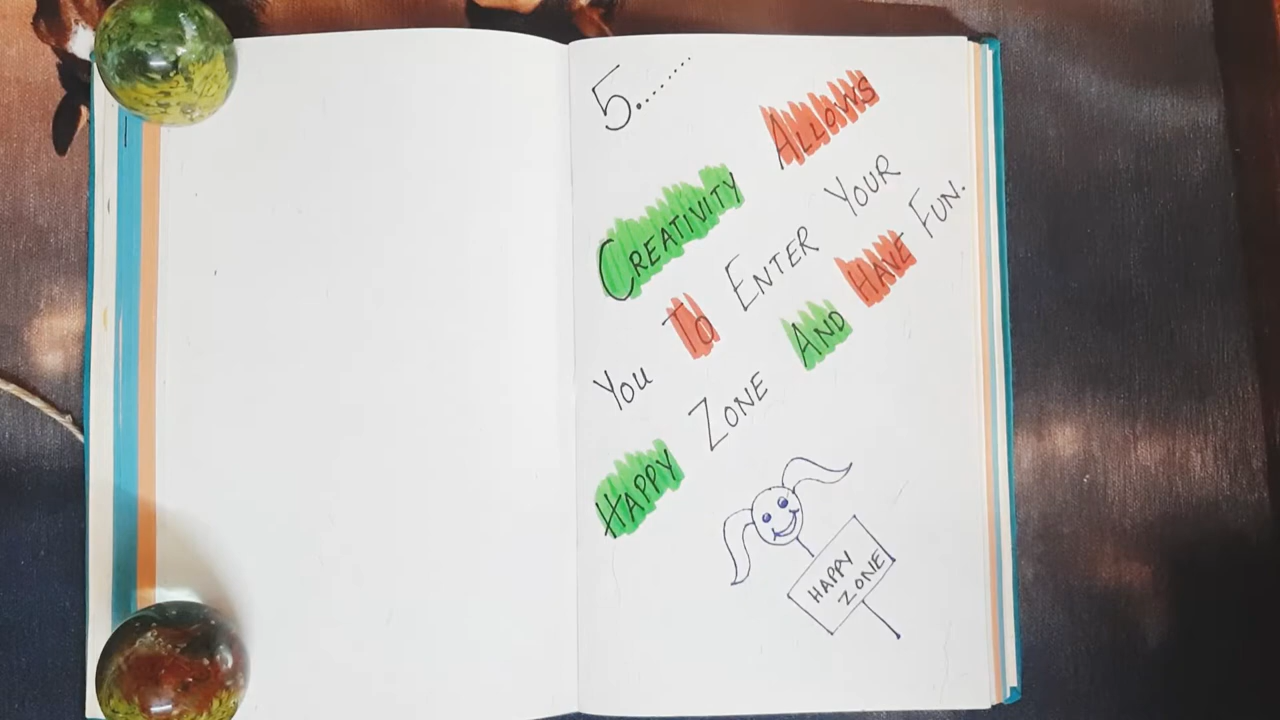 5.........
CREATIVITY ALLOWS
YOU TO ENTER YOUR
HAPPY ZONE AND HAVE FUN.
HAPPY
ZONE